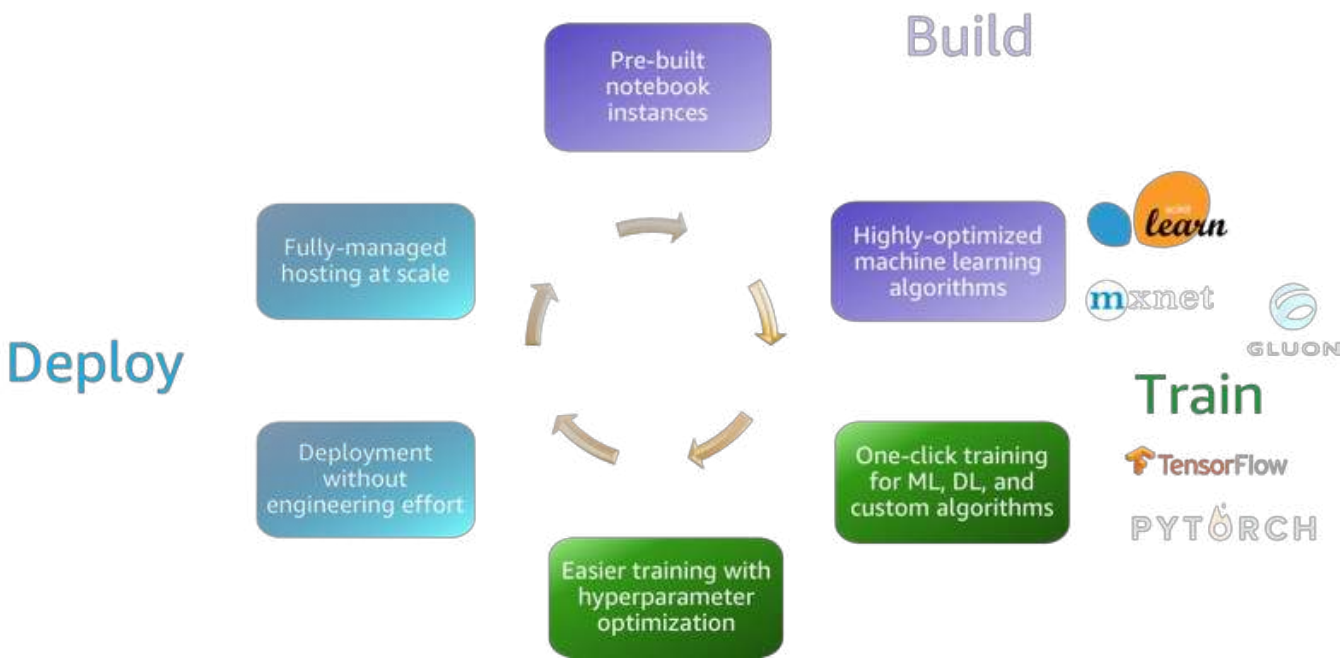 Build
Pre-built
notebook
instances
Fully-managed
hosting at scale
Highly-optimized
machine learning
algorithms
scikit
learn
mxnet
GLUON
Deploy
Train
Deployment
without
engineering effort
One-click training
for ML, DL, and
custom algorithms
TensorFlow
PYTORCH
Easier training with
hyperparameter
optimization